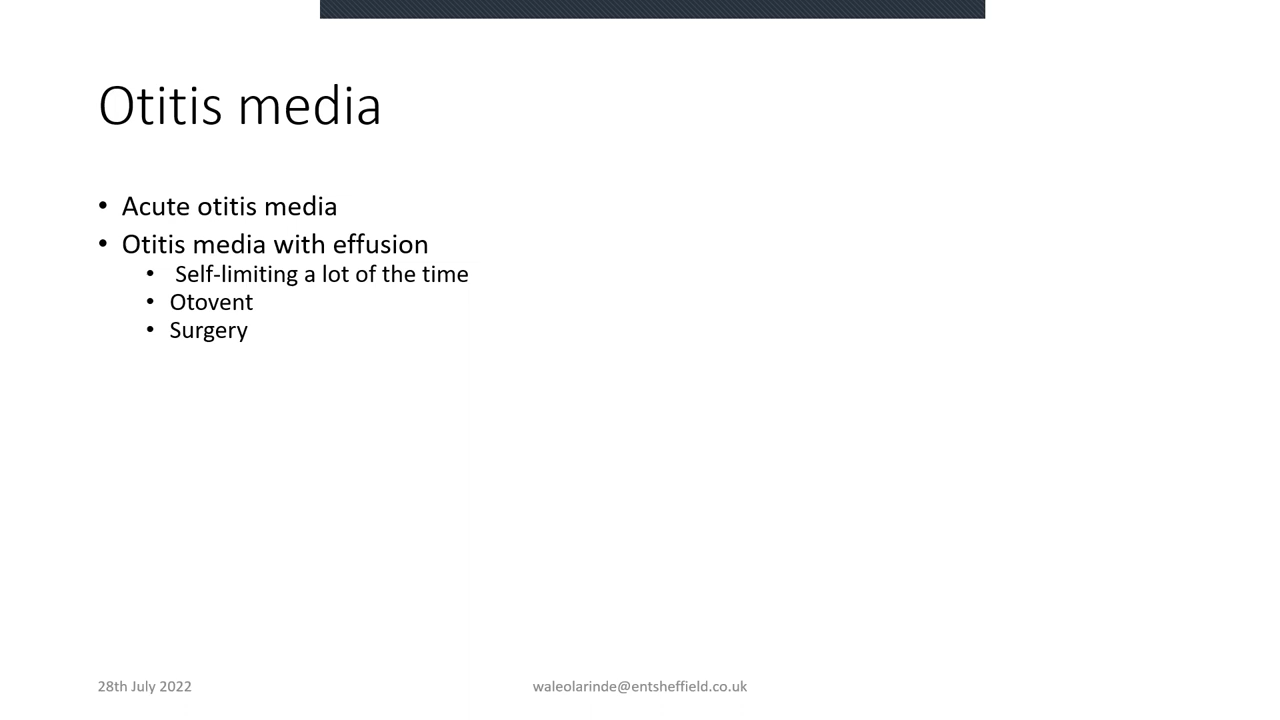 Otitis media
• Acute otitis media
• Otitis media with effusion
• Self-limiting a lot of the time
• Otovent
• Surgery
28th July 2022
waleolarinde@entsheffield.co.uk